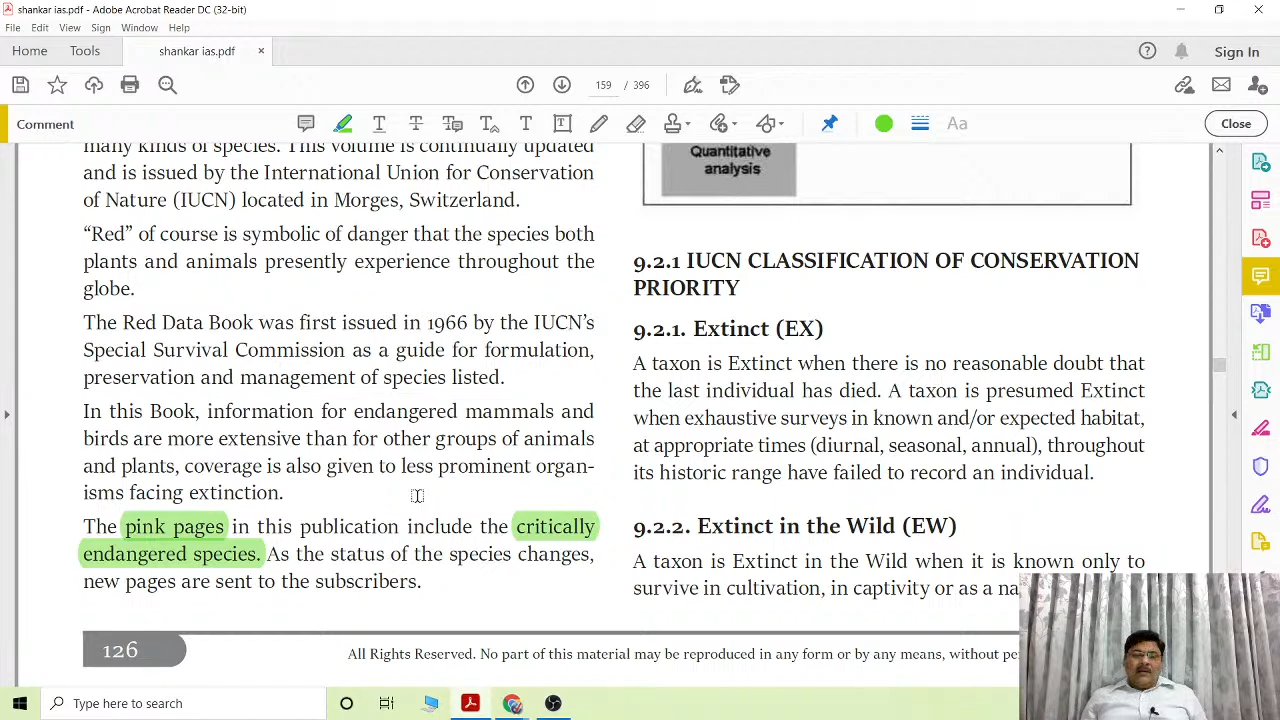 shankar ias.pdf - Adobe Acrobat Reader DC (32-bit)
File Edit View Sign Window Help
Home Tools shankar ias.pdf × Sign In
159 / 396
Comment Aa Close
many kinds of species. This volume is continually updated
and is issued by the International Union for Conservation
of Nature (IUCN) located in Morges, Switzerland.
“Red” of course is symbolic of danger that the species both
plants and animals presently experience throughout the
globe.
The Red Data Book was first issued in 1966 by the IUCN’s
Special Survival Commission as a guide for formulation,
preservation and management of species listed.
In this Book, information for endangered mammals and
birds are more extensive than for other groups of animals
and plants, coverage is also given to less prominent organ-
isms facing extinction.
The pink pages in this publication include the critically
endangered species. As the status of the species changes,
new pages are sent to the subscribers.
Quantitative
analysis
9.2.1 IUCN CLASSIFICATION OF CONSERVATION
PRIORITY
9.2.1. Extinct (EX)
A taxon is Extinct when there is no reasonable doubt that
the last individual has died. A taxon is presumed Extinct
when exhaustive surveys in known and/or expected habitat,
at appropriate times (diurnal, seasonal, annual), throughout
its historic range have failed to record an individual.
9.2.2. Extinct in the Wild (EW)
A taxon is Extinct in the Wild when it is known only to
survive in cultivation, in captivity or as a na
126
All Rights Reserved. No part of this material may be reproduced in any form or by any means, without pe
Type here to search